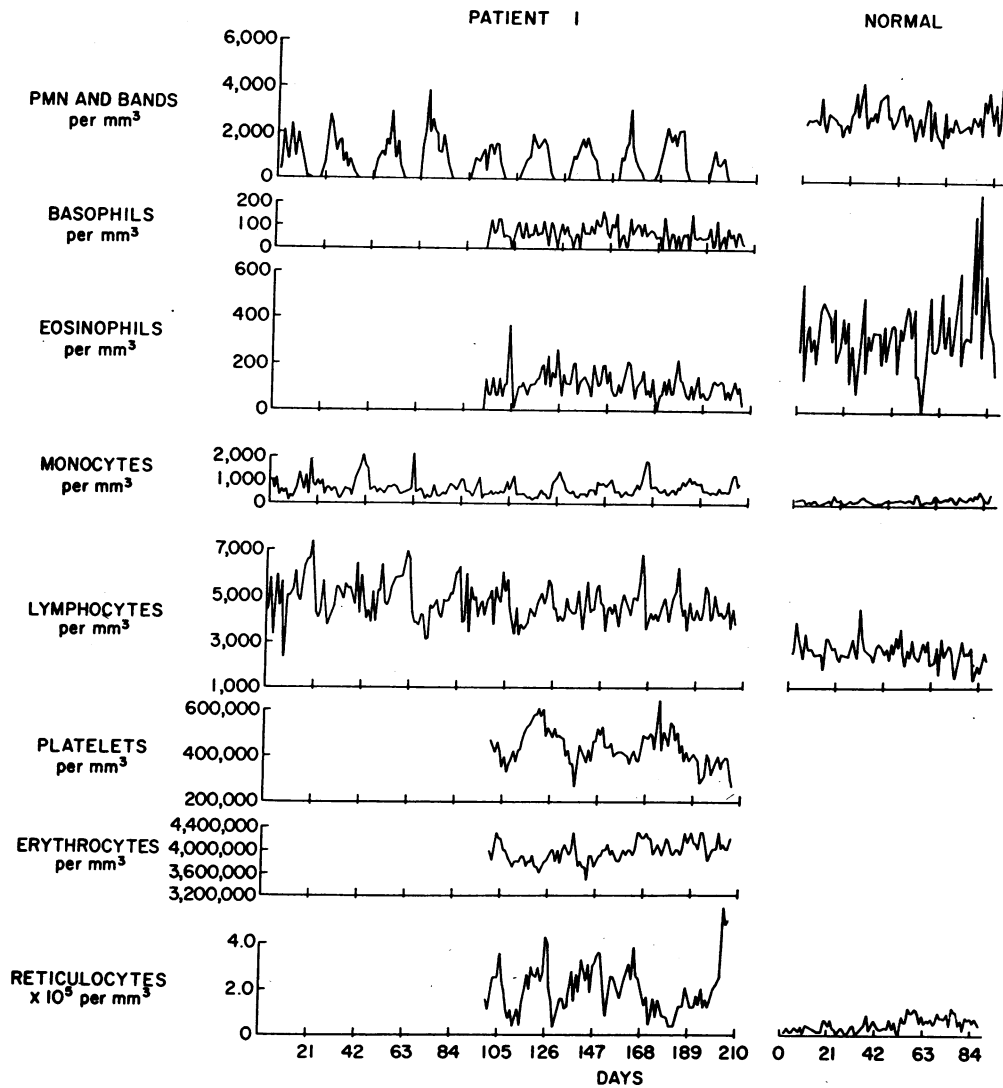 PATIENT I
NORMAL
6,000
4,000
2,000
0
PMN AND BANDS
per mm³
200
100
0
BASOPHILS
per mm³
600
400
200
0
EOSINOPHILS
per mm³
2,000
1,000
0
MONOCYTES
per mm³
7,000
5,000
3,000
1,000
LYMPHOCYTES
per mm³
600,000
400,000
200,000
PLATELETS
per mm³
4,400,000
4,000,000
3,600,000
3,200,000
ERYTHROCYTES
per mm³
4.0
2.0
0
RETICULOCYTES
X 10⁵ per mm³
21 42 63 84 105 126 147 168 189 210
0 21 42 63 84
DAYS